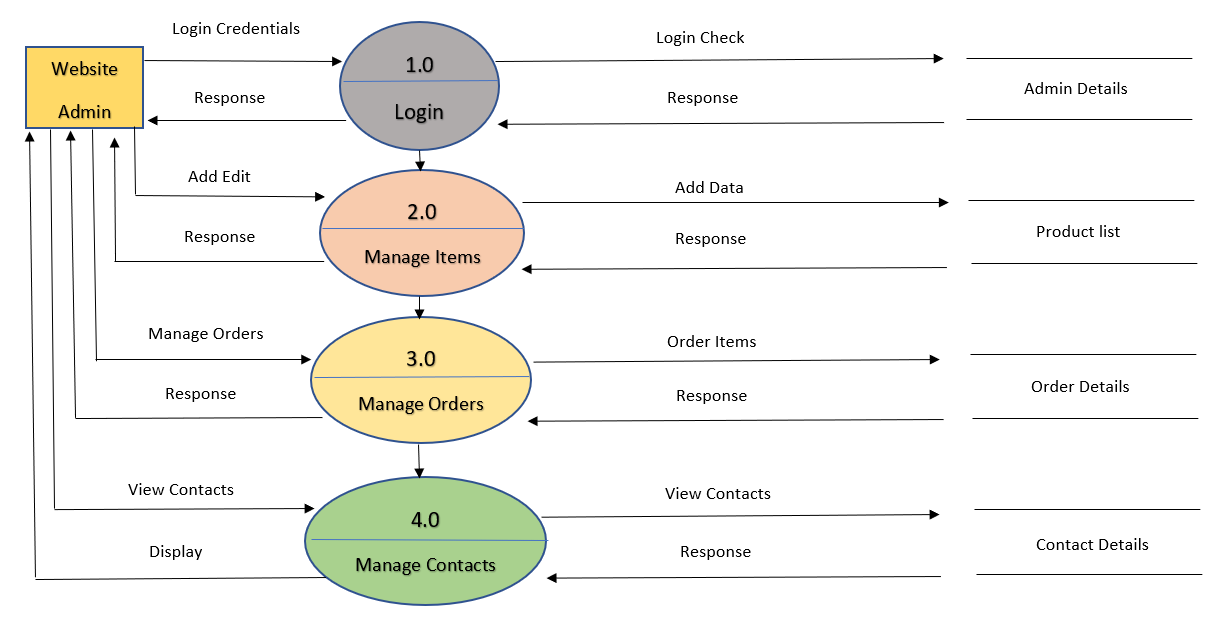 Login Credentials
Login Check
Website
Admin
1.0
Login
Response
Response
Admin Details
Add Edit
Add Data
2.0
Manage Items
Response
Response
Product list
Manage Orders
Order Items
3.0
Manage Orders
Response
Response
Order Details
View Contacts
View Contacts
4.0
Manage Contacts
Display
Response
Contact Details